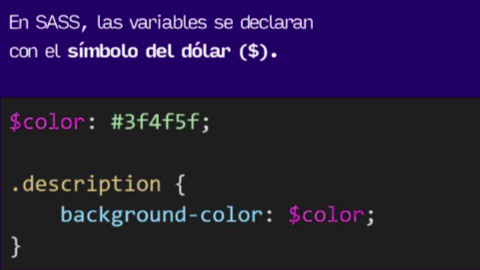 En SASS, las variables se declaran
con el símbolo del dólar ($).
$color: #3f4f5f;
.description {
    background-color: $color;
}